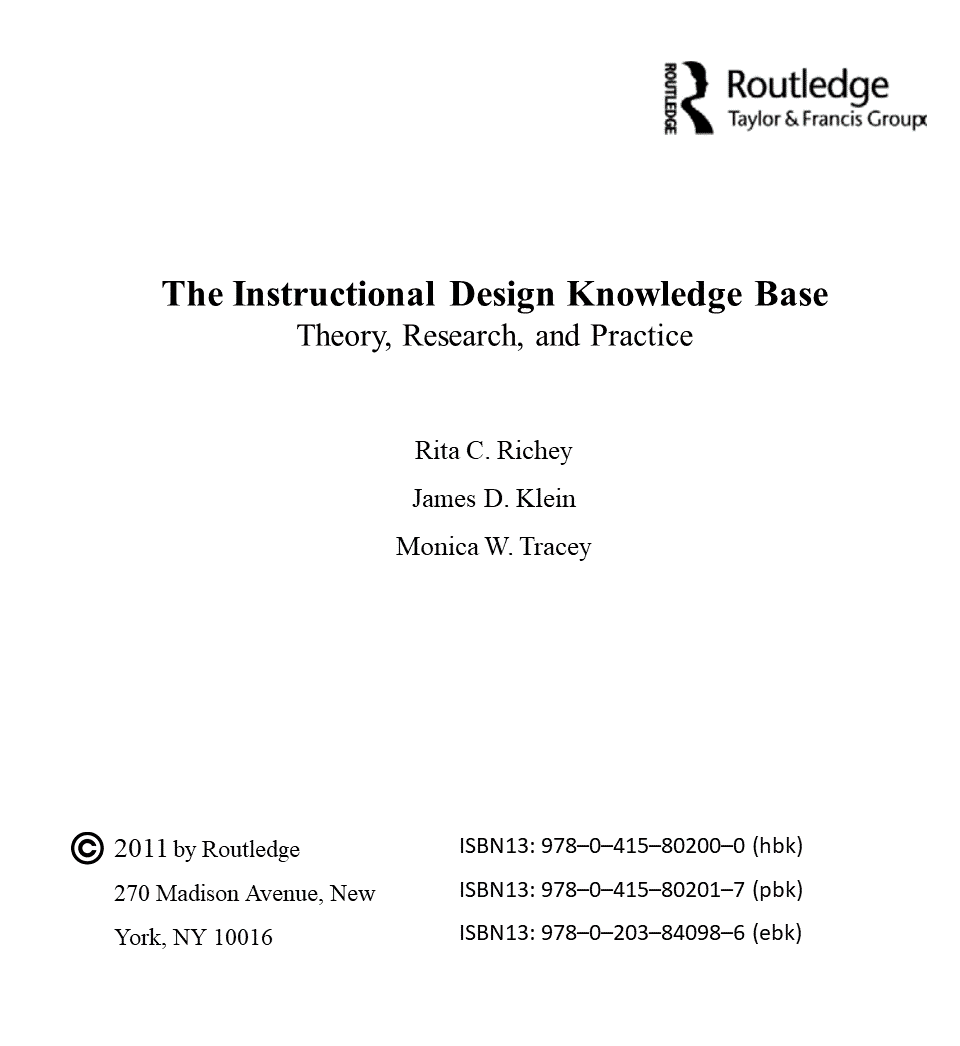 ROUTLEDGE
Routledge
Taylor & Francis Group
The Instructional Design Knowledge Base
Theory, Research, and Practice
Rita C. Richey
James D. Klein
Monica W. Tracey
© 2011 by Routledge
270 Madison Avenue, New
York, NY 10016
ISBN13: 978–0–415–80200–0 (hbk)
ISBN13: 978–0–415–80201–7 (pbk)
ISBN13: 978–0–203–84098–6 (ebk)